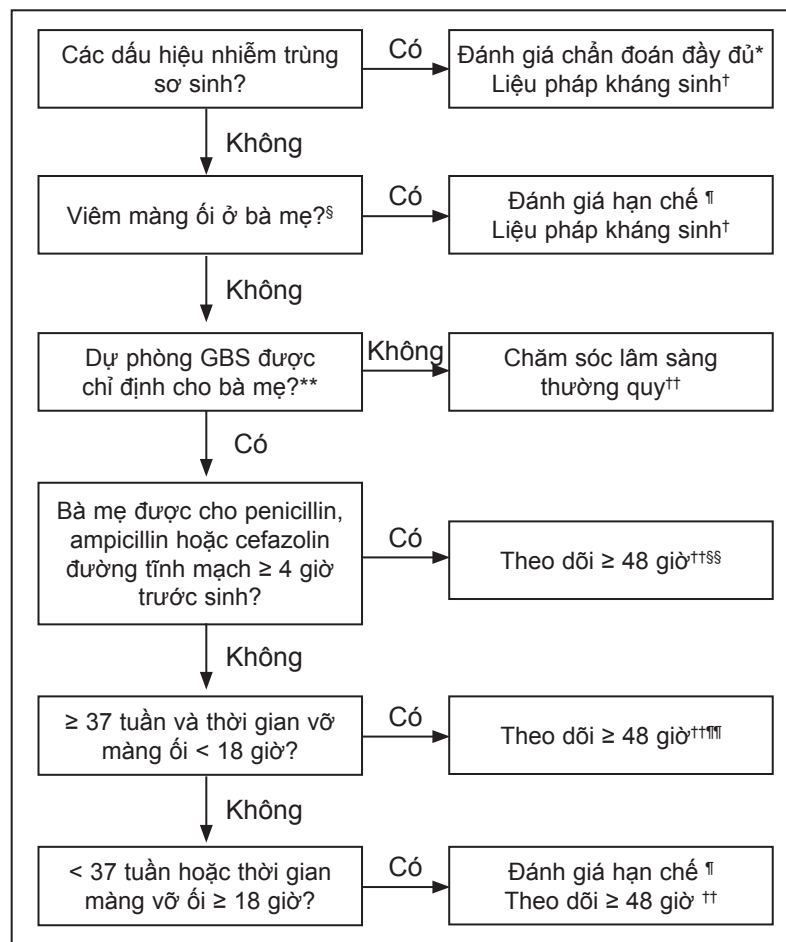 Các dấu hiệu nhiễm trùng
sơ sinh?
Có
Đánh giá chẩn đoán đầy đủ*
Liệu pháp kháng sinh†
Không
Viêm màng ối ở bà mẹ?§
Có
Đánh giá hạn chế ¶
Liệu pháp kháng sinh†
Không
Dự phòng GBS được
chỉ định cho bà mẹ?**
Không
Chăm sóc lâm sàng
thường quy††
Có
Bà mẹ được cho penicillin,
ampicillin hoặc cefazolin
đường tĩnh mạch ≥ 4 giờ
trước sinh?
Có
Theo dõi ≥ 48 giờ††§§
Không
≥ 37 tuần và thời gian vỡ
màng ối < 18 giờ?
Có
Theo dõi ≥ 48 giờ††¶¶
Không
< 37 tuần hoặc thời gian
màng vỡ ối ≥ 18 giờ?
Có
Đánh giá hạn chế ¶
Theo dõi ≥ 48 giờ ††